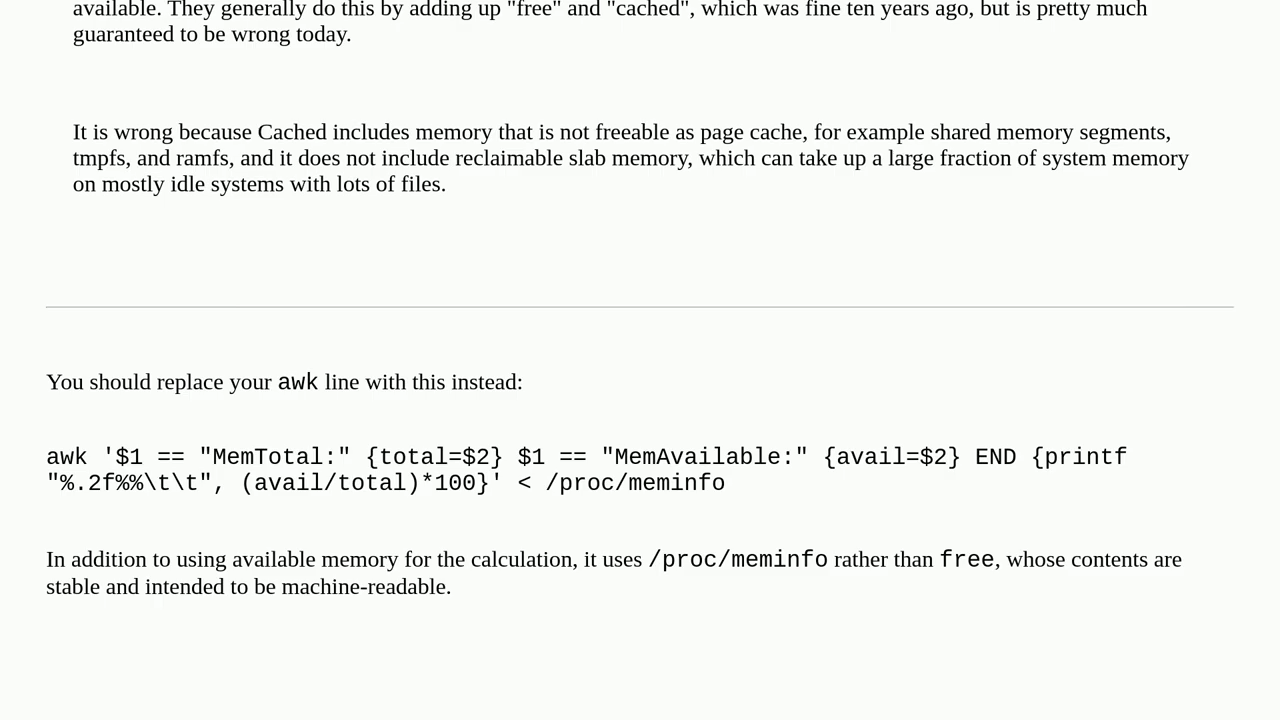 available. They generally do this by adding up "free" and "cached", which was fine ten years ago, but is pretty much
guaranteed to be wrong today.
It is wrong because Cached includes memory that is not freeable as page cache, for example shared memory segments,
tmpfs, and ramfs, and it does not include reclaimable slab memory, which can take up a large fraction of system memory
on mostly idle systems with lots of files.
You should replace your awk line with this instead:
awk '$1 == "MemTotal:" {total=$2} $1 == "MemAvailable:" {avail=$2} END {printf
"%.2f%%\t\t", (avail/total)*100}' < /proc/meminfo
In addition to using available memory for the calculation, it uses /proc/meminfo rather than free, whose contents are
stable and intended to be machine-readable.